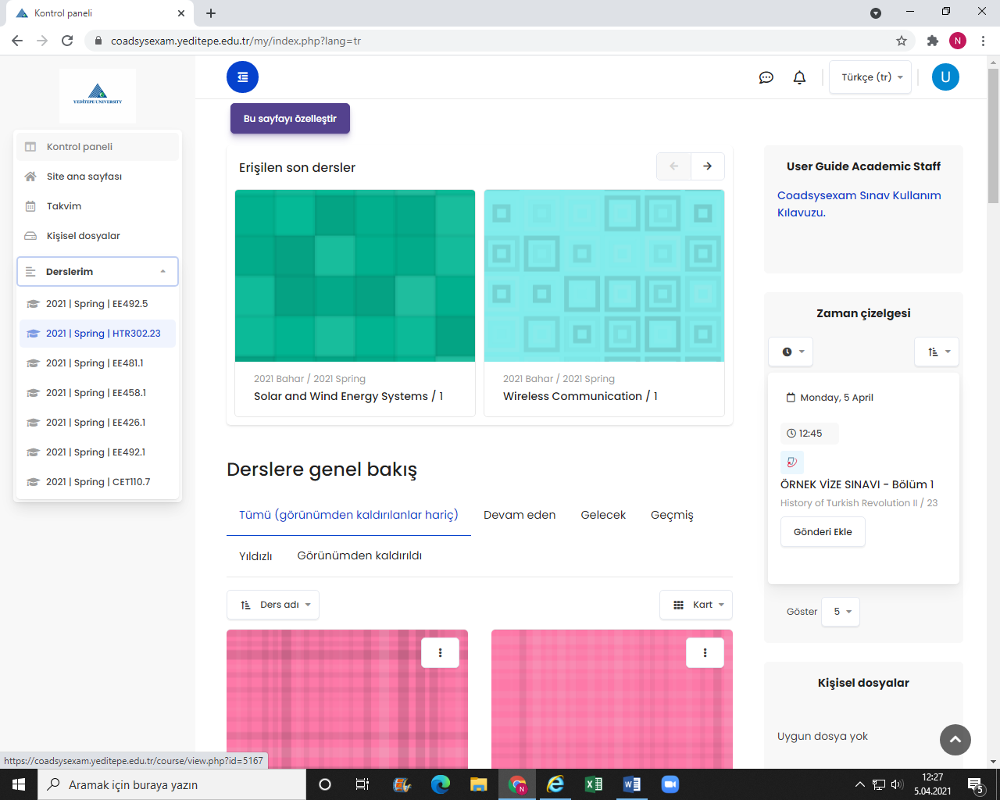 Kontrol paneli
coadsysexam.yeditepe.edu.tr/my/index.php?lang=tr
N
YEDİTEPE UNIVERSITY
Türkçe (tr)
U
Kontrol paneli
Site ana sayfası
Takvim
Kişisel dosyalar
Derslerim
2021 | Spring | EE492.5
2021 | Spring | HTR302.23
2021 | Spring | EE481.1
2021 | Spring | EE458.1
2021 | Spring | EE426.1
2021 | Spring | EE492.1
2021 | Spring | CET110.7
Bu sayfayı özelleştir
Erişilen son dersler
2021 Bahar / 2021 Spring
Solar and Wind Energy Systems / 1
2021 Bahar / 2021 Spring
Wireless Communication / 1
Derslere genel bakış
Tümü (görünümden kaldırılanlar hariç)
Devam eden
Gelecek
Geçmiş
Yıldızlı
Görünümden kaldırıldı
Ders adı
Kart
User Guide Academic Staff
Coadsysexam Sınav Kullanım
Kılavuzu.
Zaman çizelgesi
Monday, 5 April
12:45
ÖRNEK VİZE SINAVI - Bölüm 1
History of Turkish Revolution II / 23
Gönderi Ekle
Göster 5
Kişisel dosyalar
Uygun dosya yok
https://coadsysexam.yeditepe.edu.tr/course/view.php?id=5167
Aramak için buraya yazın
N
12:27
5.04.2021
5